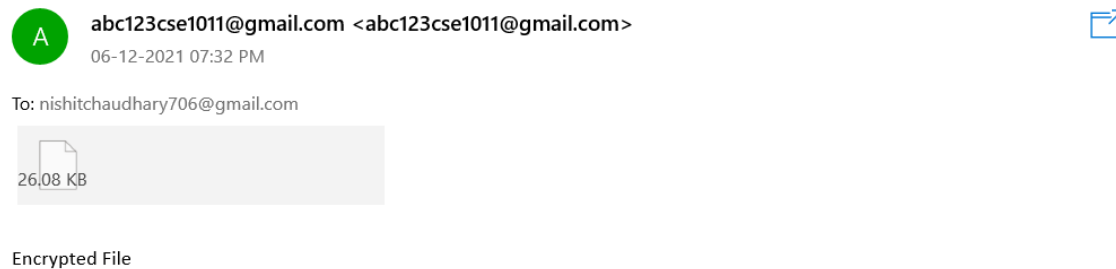 A
abc123cse1011@gmail.com <abc123cse1011@gmail.com>
06-12-2021 07:32 PM
To: nishitchaudhary706@gmail.com
26.08 KB
Encrypted File